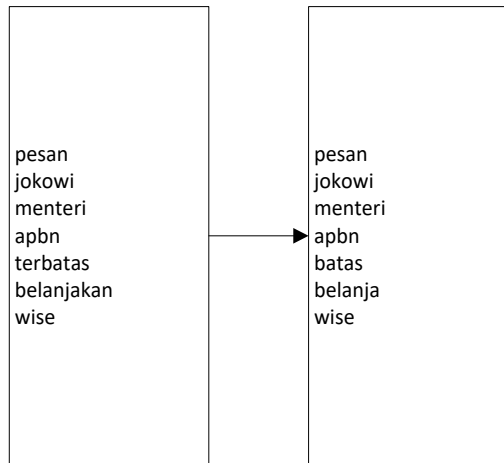 pesan
jokowi
menteri
apbn
terbatas
belanjakan
wise
pesan
jokowi
menteri
apbn
batas
belanja
wise